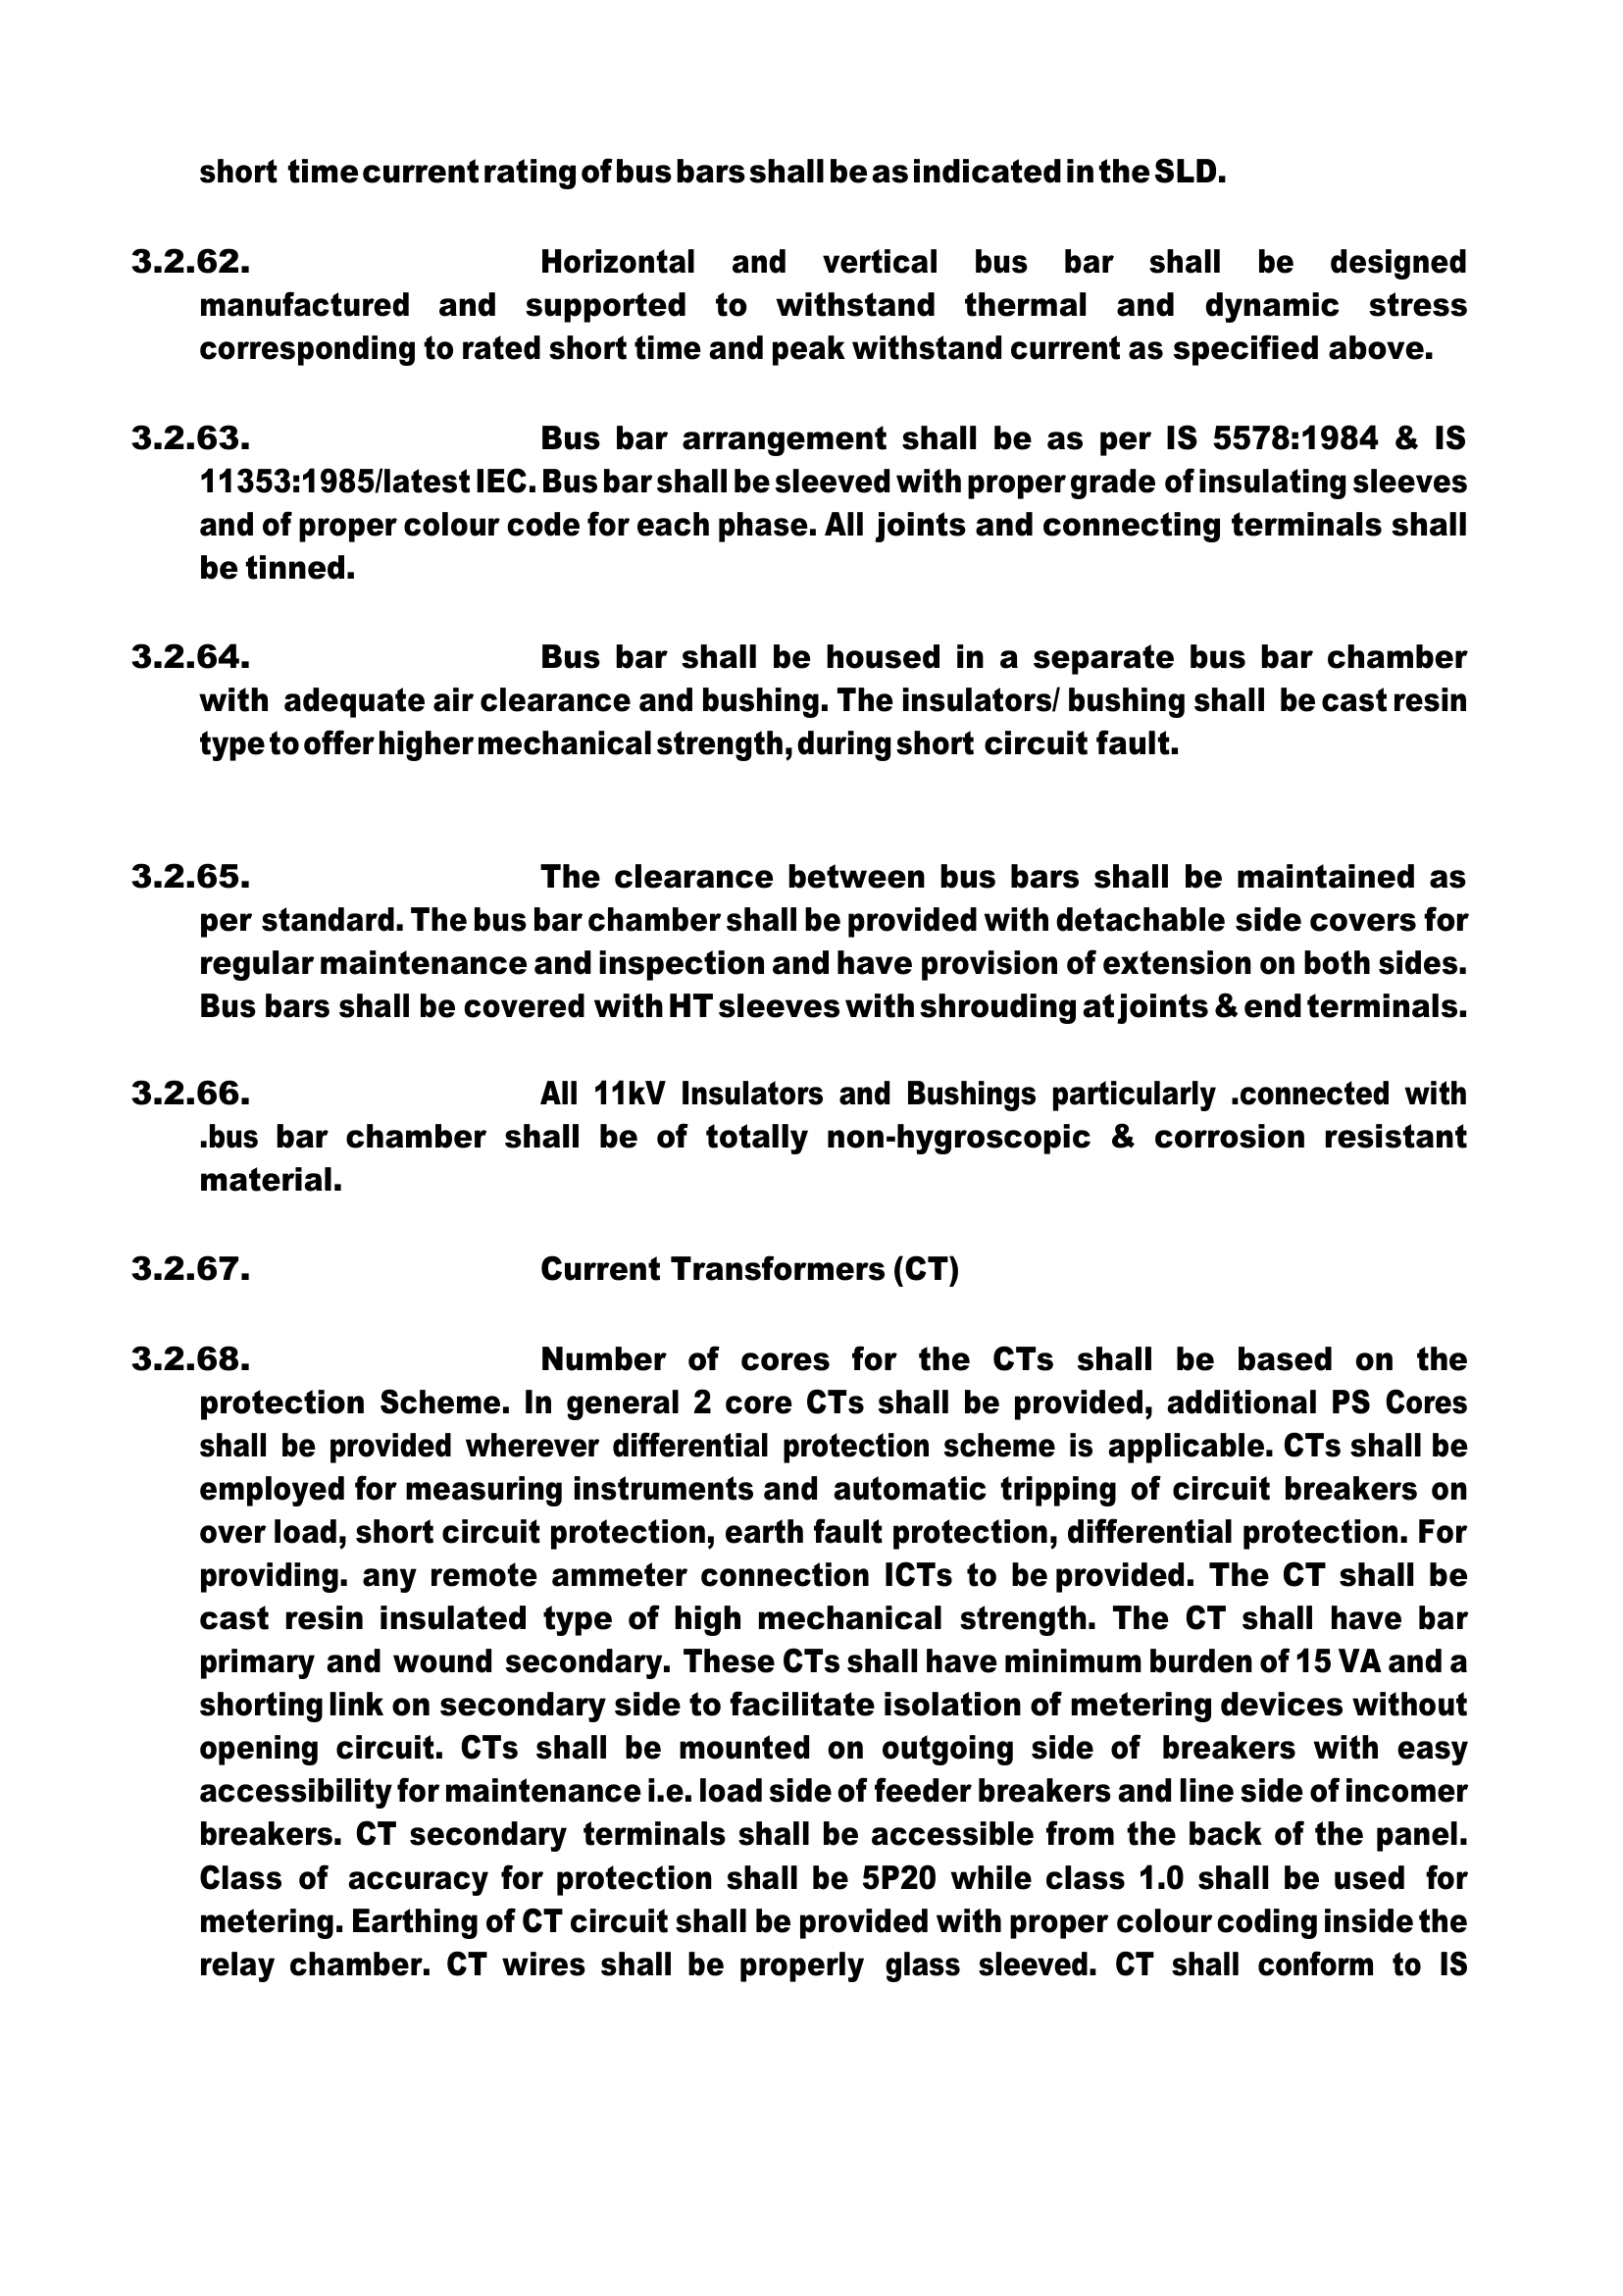 short time current rating of bus bars shall be as indicated in the SLD.
3.2.62. Horizontal and vertical bus bar shall be designed
manufactured and supported to withstand thermal and dynamic stress
corresponding to rated short time and peak withstand current as specified above.
3.2.63. Bus bar arrangement shall be as per IS 5578:1984 & IS
11353:1985/latest IEC. Bus bar shall be sleeved with proper grade of insulating sleeves
and of proper colour code for each phase. All joints and connecting terminals shall
be tinned.
3.2.64. Bus bar shall be housed in a separate bus bar chamber
with adequate air clearance and bushing. The insulators/ bushing shall be cast resin
type to offer higher mechanical strength, during short circuit fault.
3.2.65. The clearance between bus bars shall be maintained as
per standard. The bus bar chamber shall be provided with detachable side covers for
regular maintenance and inspection and have provision of extension on both sides.
Bus bars shall be covered with HT sleeves with shrouding at joints & end terminals.
3.2.66. All 11kV Insulators and Bushings particularly .connected with
.bus bar chamber shall be of totally non-hygroscopic & corrosion resistant
material.
3.2.67. Current Transformers (CT)
3.2.68. Number of cores for the CTs shall be based on the
protection Scheme. In general 2 core CTs shall be provided, additional PS Cores
shall be provided wherever differential protection scheme is applicable. CTs shall be
employed for measuring instruments and automatic tripping of circuit breakers on
over load, short circuit protection, earth fault protection, differential protection. For
providing. any remote ammeter connection ICTs to be provided. The CT shall be
cast resin insulated type of high mechanical strength. The CT shall have bar
primary and wound secondary. These CTs shall have minimum burden of 15 VA and a
shorting link on secondary side to facilitate isolation of metering devices without
opening circuit. CTs shall be mounted on outgoing side of breakers with easy
accessibility for maintenance i.e. load side of feeder breakers and line side of incomer
breakers. CT secondary terminals shall be accessible from the back of the panel.
Class of accuracy for protection shall be 5P20 while class 1.0 shall be used for
metering. Earthing of CT circuit shall be provided with proper colour coding inside the
relay chamber. CT wires shall be properly glass sleeved. CT shall conform to IS